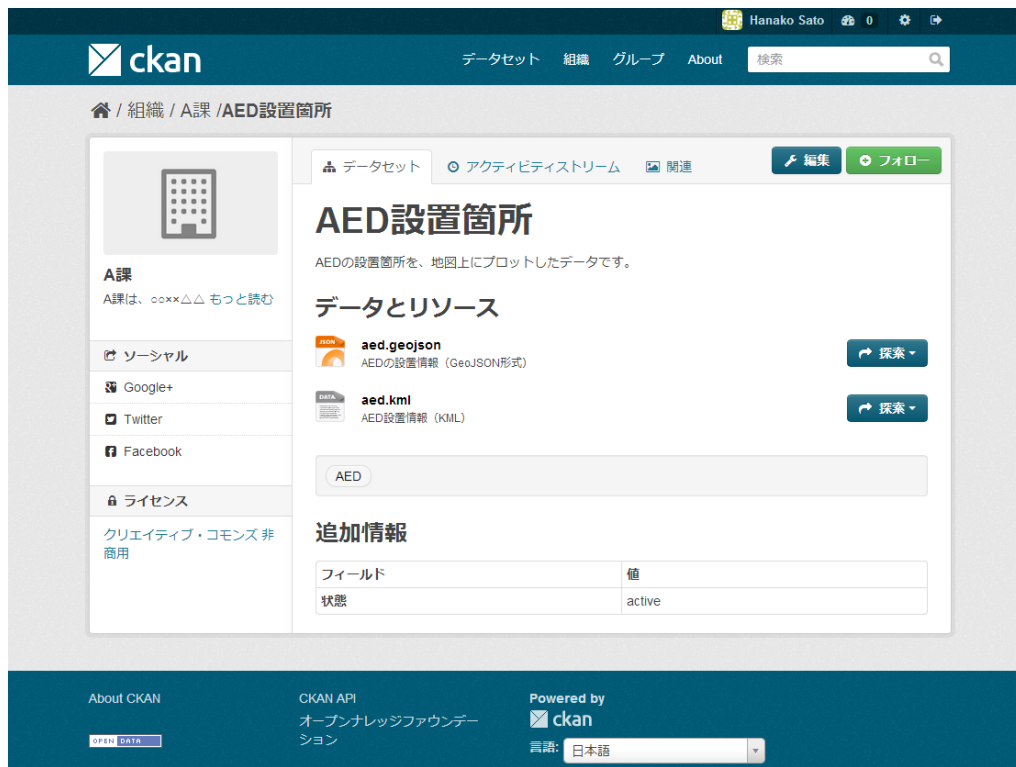 Hanako Sato 0
ckan
データセット 組織 グループ About 検索
/ 組織 / A課 /AED設置箇所
データセット アクティビティストリーム 関連 編集 フォロー
A課
A課は、○○××△△ もっと読む
ソーシャル
Google+
Twitter
Facebook
ライセンス
クリエイティブ・コモンズ 非
商用
AED設置箇所
AEDの設置箇所を、地図上にプロットしたデータです。
データとリソース
JSON
aed.geojson
探索
AEDの設置情報（GeoJSON形式）
DATA
aed.kml
探索
AED設置情報（KML）
AED
追加情報
フィールド 値
状態 active
About CKAN
OPEN DATA
CKAN API
オープンナレッジファウンデー
ション
Powered by
ckan
言語: 日本語